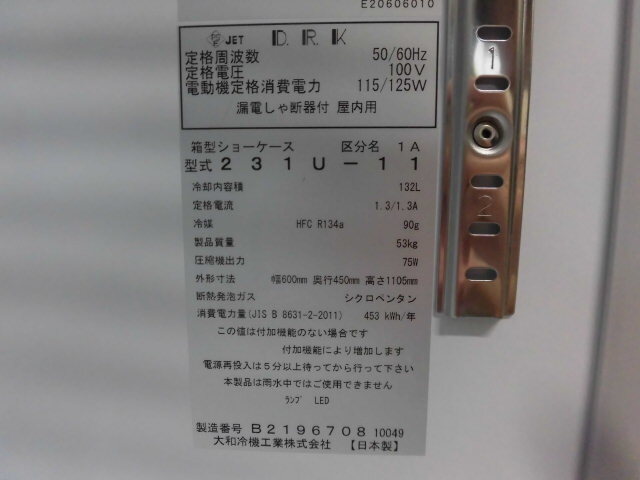 E20606010
PSE JET D.R.K
定格周波数 50/60Hz
定格電圧 100V
電動機定格消費電力 115/125W
漏電しゃ断器付 屋内用
箱型ショーケース 区分名 1A
型式 231U-11
冷却内容積 132L
定格電流 1.3/1.3A
冷媒 HFC R134a 90g
製品質量 53kg
圧縮機出力 75W
外形寸法 幅600mm 奥行450mm 高さ1105mm
断熱発泡ガス シクロペンタン
消費電力量(JIS B 8631-2-2011) 453 kWh/年
この値は付加機能のない場合です
付加機能により増加します
電源再投入は5分以上待ってから行って下さい
本製品は雨水中ではご使用できません
ﾗﾝﾌﾟ LED
製造番号 B2196708 10049
大和冷機工業株式会社 【日本製】
1
2